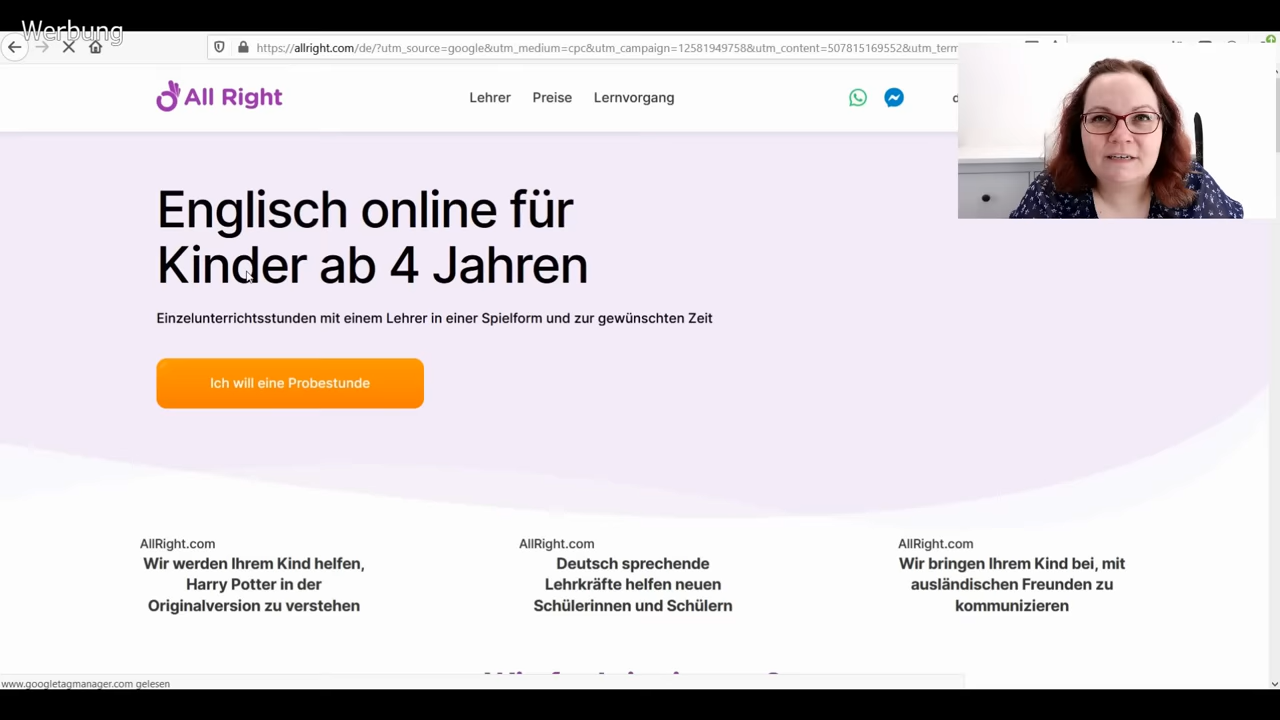 Werbung
https://allright.com/de/?utm_source=google&utm_medium=cpc&utm_campaign=12581949758&utm_content=507815169552&utm_term
All Right
Lehrer
Preise
Lernvorgang
Englisch online für
Kinder ab 4 Jahren
Einzelunterrichtsstunden mit einem Lehrer in einer Spielform und zur gewünschten Zeit
Ich will eine Probestunde
AllRight.com
Wir werden Ihrem Kind helfen,
Harry Potter in der
Originalversion zu verstehen
AllRight.com
Deutsch sprechende
Lehrkräfte helfen neuen
Schülerinnen und Schülern
AllRight.com
Wir bringen Ihrem Kind bei, mit
ausländischen Freunden zu
kommunizieren
www.googletagmanager.com gelesen